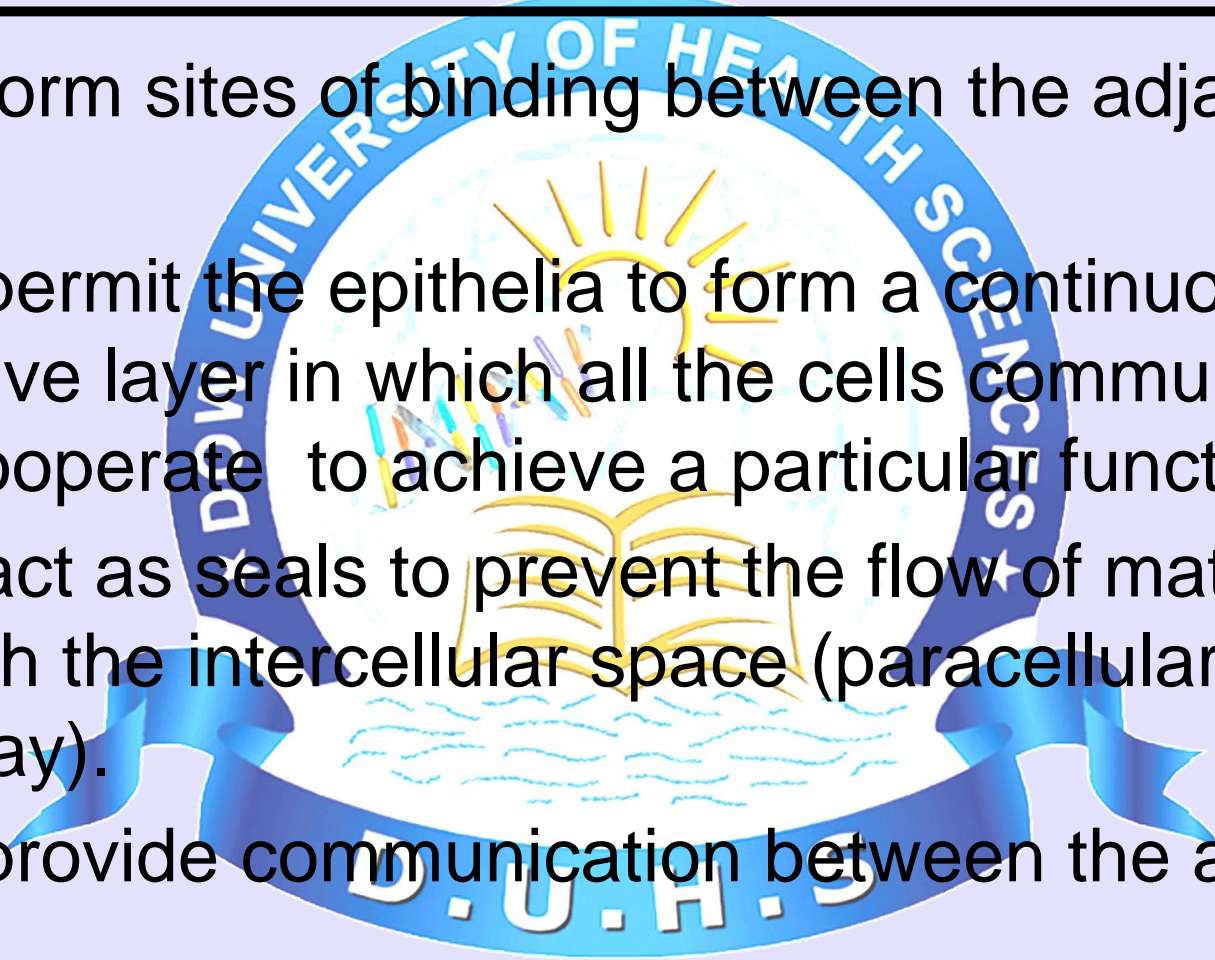 orm sites of binding between the adja
permit the epithelia to form a continuo
ve layer in which all the cells commu
ooperate to achieve a particular funct
act as seals to prevent the flow of mat
h the intercellular space (paracellular
ay).
provide communication between the a
DOW UNIVERSITY OF HEALTH SCIENCES
D.U.H.S